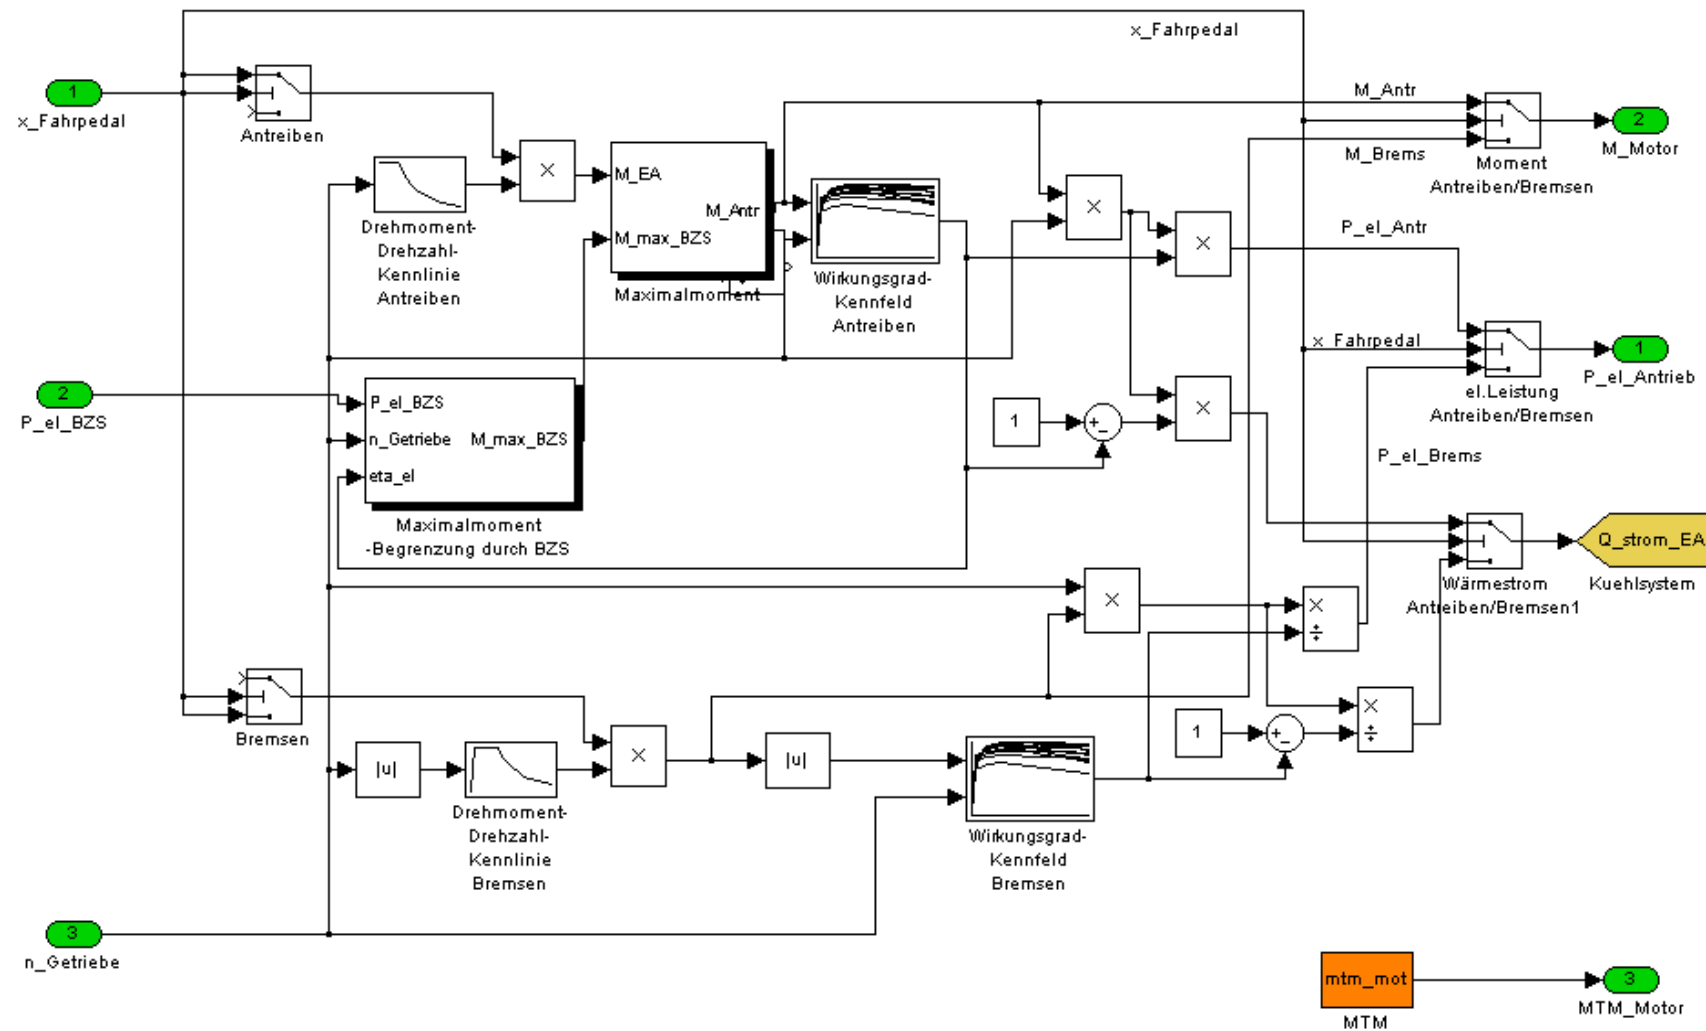 x_Fahrpedal
1
x_Fahrpedal
Antreiben
M_Antr
2
M_Motor
M_Brems
Moment
Antreiben/Bremsen
×
Drehmoment-
Drehzahl-
Kennlinie
Antreiben
M_EA
M_Antr
M_max_BZS
Maximalmoment
Wirkungsgrad-
Kennfeld
Antreiben
×
×
P_el_Antr
x_Fahrpedal
1
P_el_Antrieb
el.Leistung
Antreiben/Bremsen
2
P_el_BZS
P_el_BZS
n_Getriebe
M_max_BZS
eta_el
Maximalmoment
-Begrenzung durch BZS
1
+
-
×
P_el_Brems
Q_strom_EA
Kuehlsystem
Wärmestrom
Antreiben/Bremsen1
×
×
÷
Bremsen
|u|
Drehmoment-
Drehzahl-
Kennlinie
Bremsen
×
|u|
Wirkungsgrad-
Kennfeld
Bremsen
1
+
-
×
÷
3
n_Getriebe
mtm_mot
MTM
3
MTM_Motor